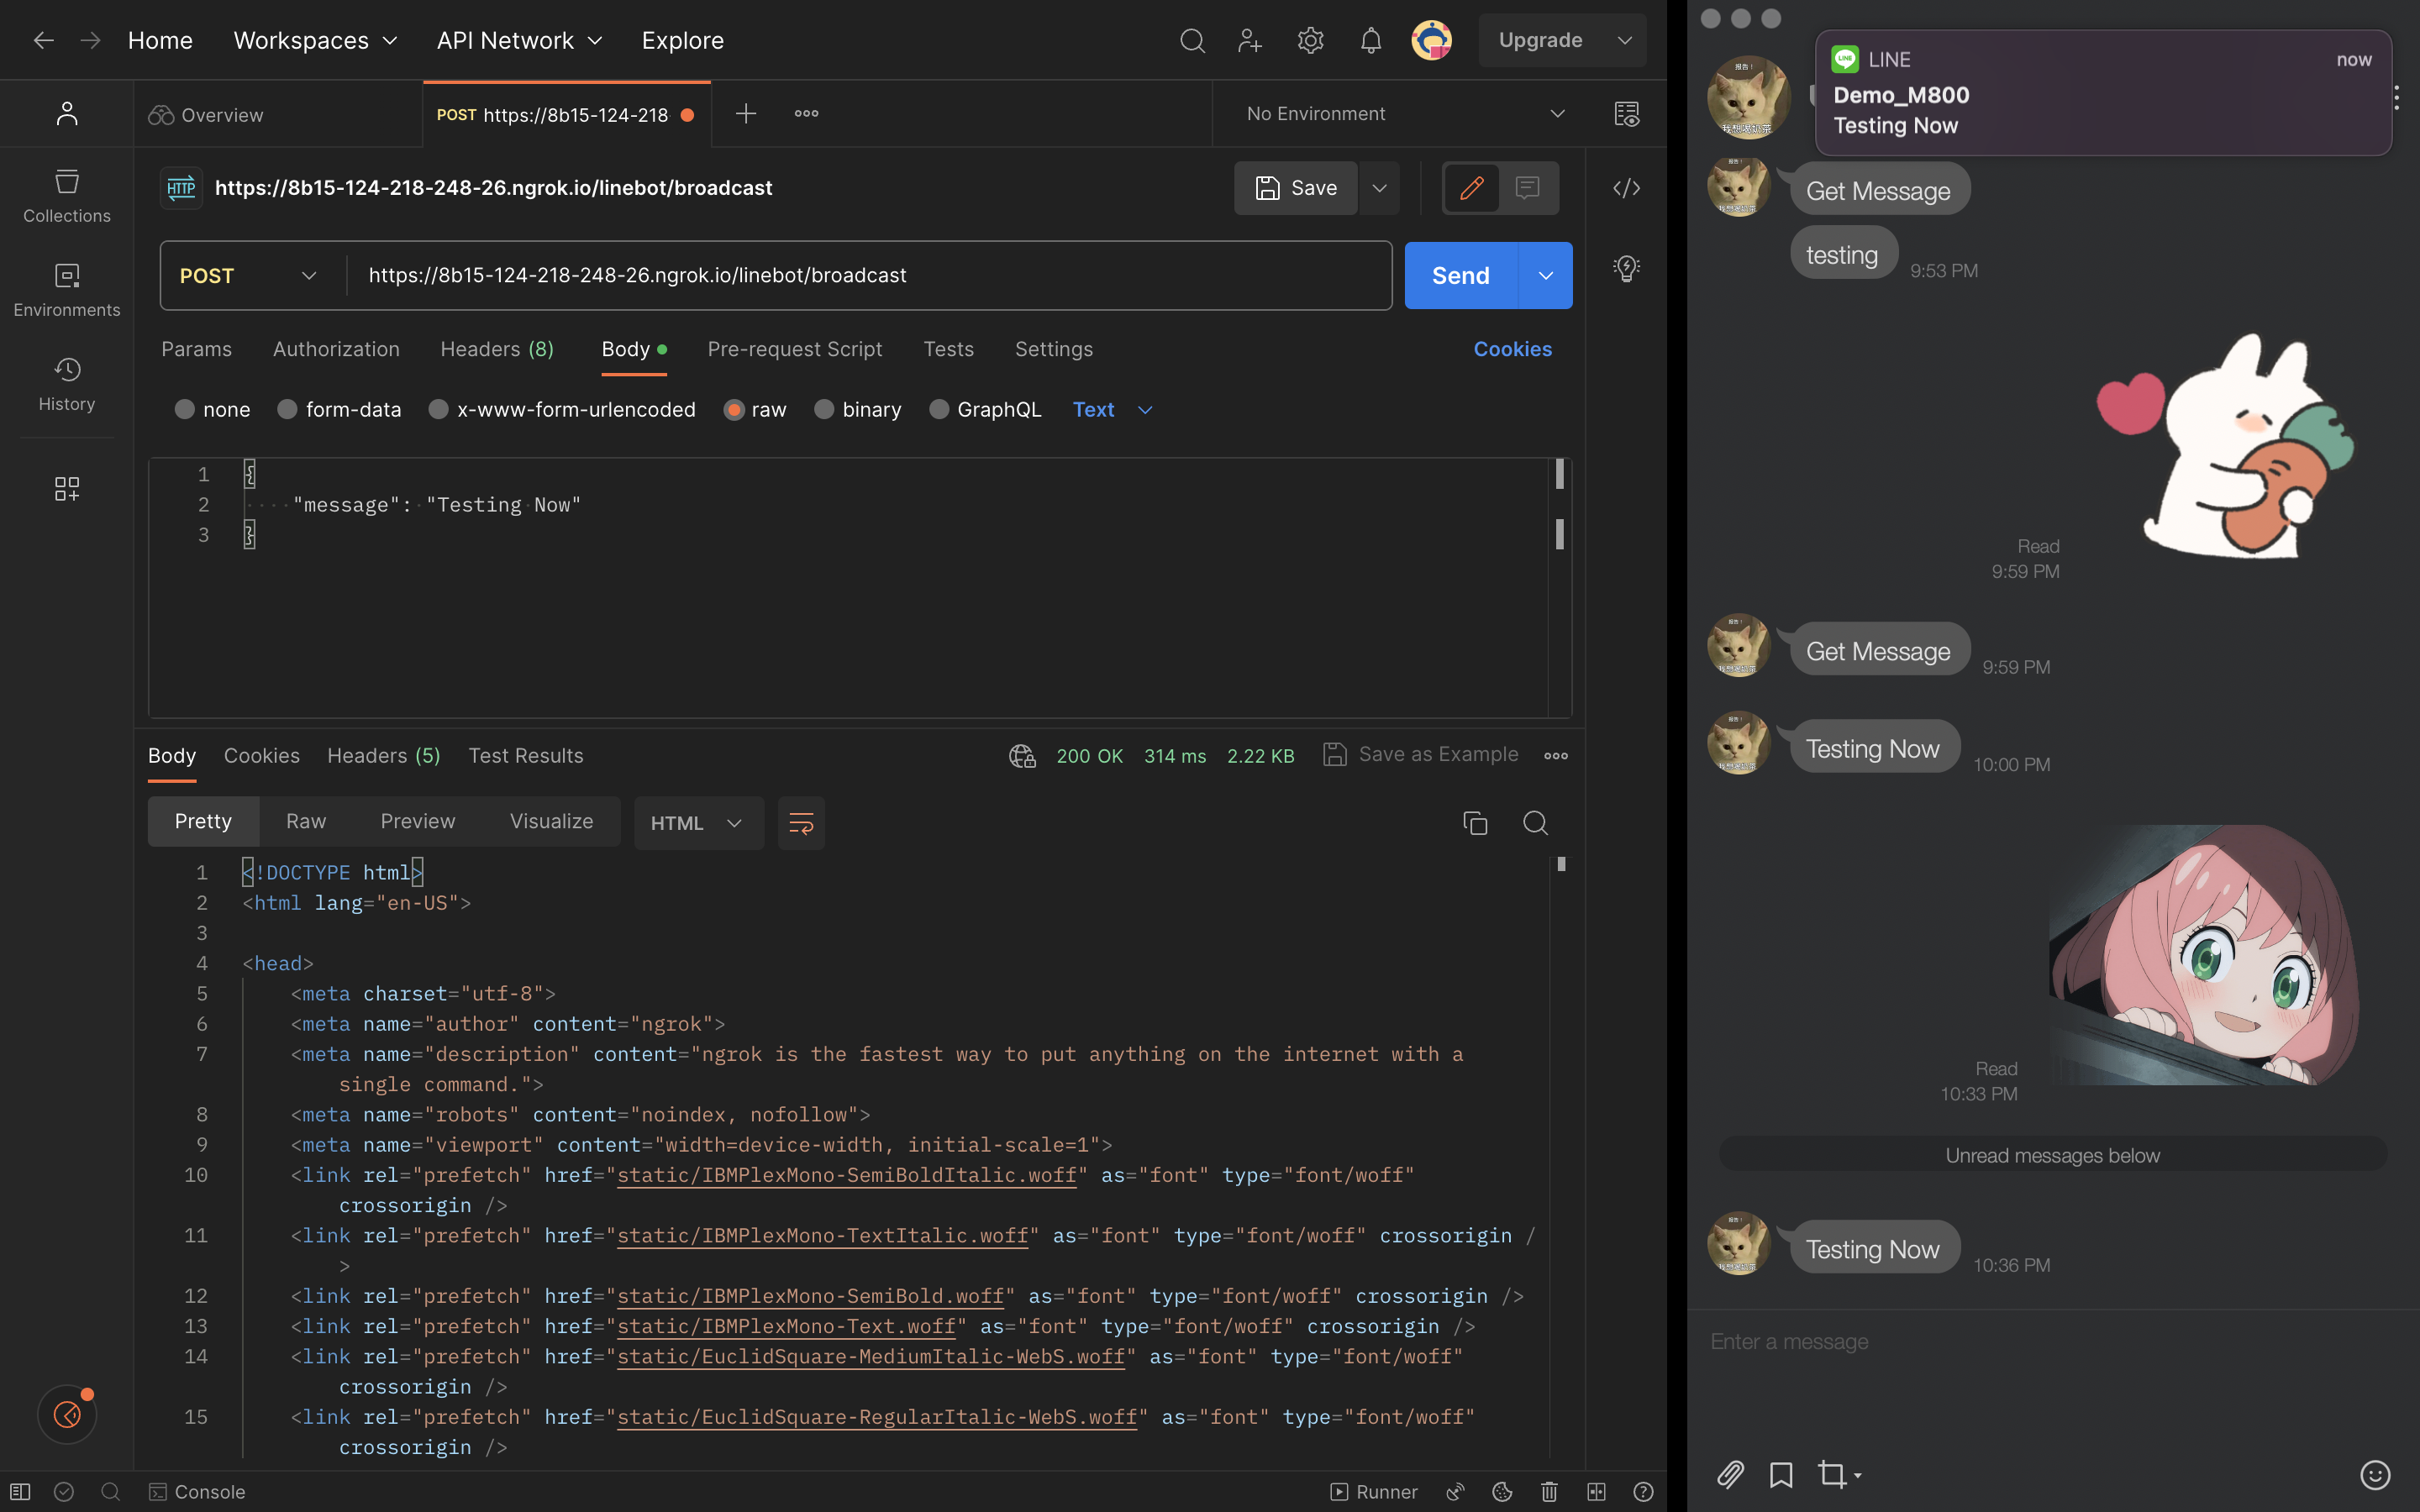 Home Workspaces API Network Explore Upgrade
Overview
POST https://8b15-124-218
No Environment
Collections
Environments
History
HTTP https://8b15-124-218-248-26.ngrok.io/linebot/broadcast
Save
POST https://8b15-124-218-248-26.ngrok.io/linebot/broadcast
Send
Params Authorization Headers (8) Body Pre-request Script Tests Settings Cookies
none form-data x-www-form-urlencoded raw binary GraphQL Text
1 {
2 "message": "Testing Now"
3 }
Body Cookies Headers (5) Test Results 200 OK 314 ms 2.22 KB Save as Example
Pretty Raw Preview Visualize HTML
1 <!DOCTYPE html>
2 <html lang="en-US">
3
4 <head>
5 <meta charset="utf-8">
6 <meta name="author" content="ngrok">
7 <meta name="description" content="ngrok is the fastest way to put anything on the internet with a
single command.">
8 <meta name="robots" content="noindex, nofollow">
9 <meta name="viewport" content="width=device-width, initial-scale=1">
10 <link rel="prefetch" href="static/IBMPlexMono-SemiBoldItalic.woff" as="font" type="font/woff"
crossorigin />
11 <link rel="prefetch" href="static/IBMPlexMono-TextItalic.woff" as="font" type="font/woff" crossorigin /
>
12 <link rel="prefetch" href="static/IBMPlexMono-SemiBold.woff" as="font" type="font/woff" crossorigin />
13 <link rel="prefetch" href="static/IBMPlexMono-Text.woff" as="font" type="font/woff" crossorigin />
14 <link rel="prefetch" href="static/EuclidSquare-MediumItalic-WebS.woff" as="font" type="font/woff"
crossorigin />
15 <link rel="prefetch" href="static/EuclidSquare-RegularItalic-WebS.woff" as="font" type="font/woff"
crossorigin />
Console
Runner
LINE now
Demo_M800
Testing Now
报告！
我想喝奶茶
Get Message
testing 9:53 PM
Read
9:59 PM
Get Message 9:59 PM
Testing Now 10:00 PM
Read
10:33 PM
Unread messages below
Testing Now 10:36 PM
Enter a message